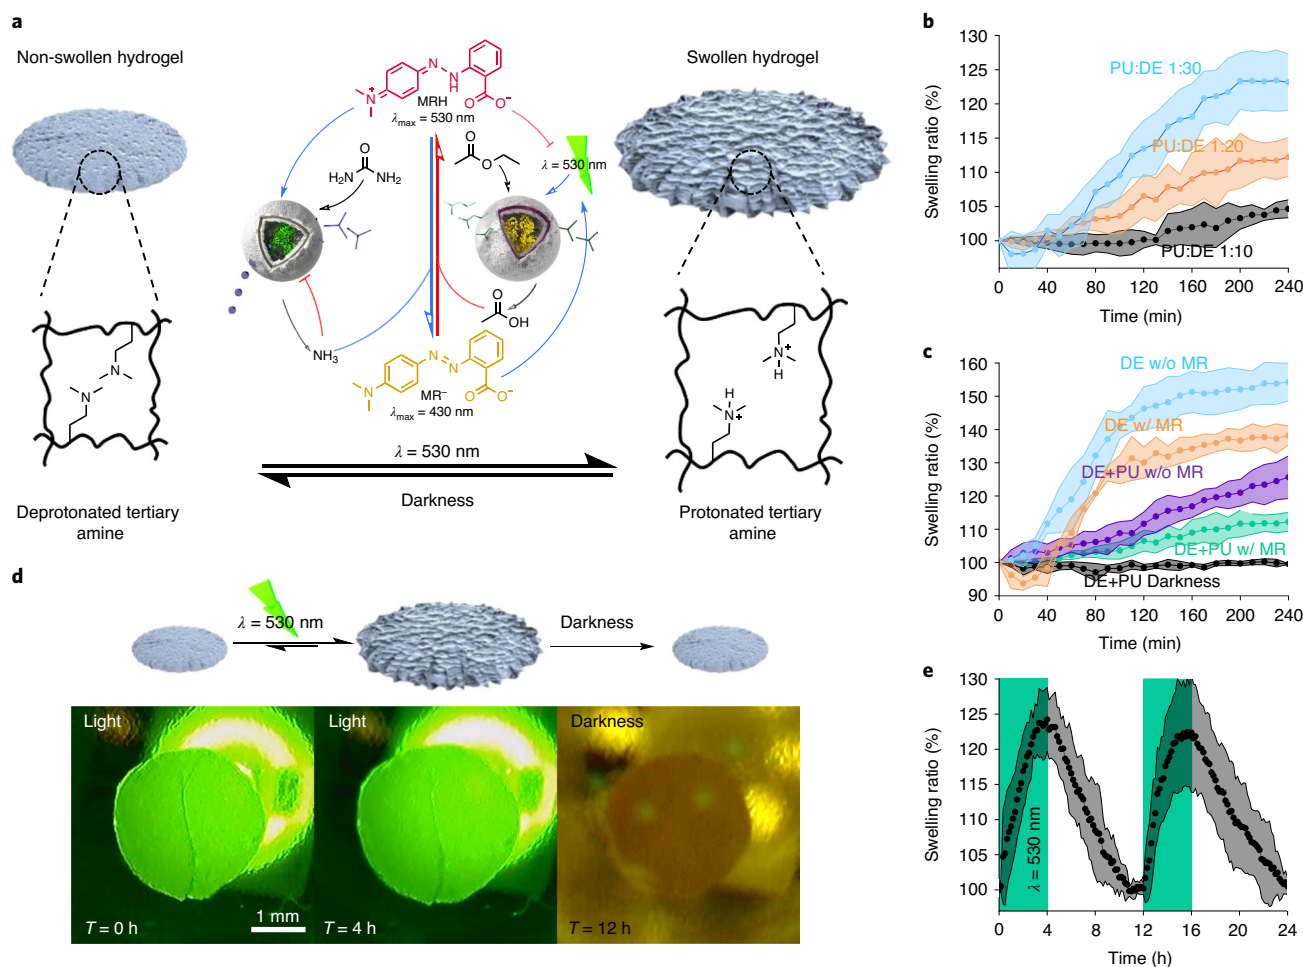 a
Non-swollen hydrogel
Swollen hydrogel
N
N
N
H
O
O⁻
N⁺
MRH
λmax = 530 nm
O
H₂N
NH₂
O
O
λ = 530 nm
NH₃
O
OH
N
N
N
O
O⁻
MR⁻
λmax = 430 nm
N
N
N⁺
H
H
N⁺
λ = 530 nm
Darkness
Deprotonated tertiary
amine
Protonated tertiary
amine
b
Swelling ratio (%)
130
125
120
115
110
105
100
PU:DE 1:30
PU:DE 1:20
PU:DE 1:10
0
40
80
120
160
200
240
Time (min)
c
Swelling ratio (%)
160
150
140
130
120
110
100
90
DE w/o MR
DE w/ MR
DE+PU w/o MR
DE+PU w/ MR
DE+PU Darkness
0
40
80
120
160
200
240
Time (min)
d
λ = 530 nm
Darkness
Light
T = 0 h
1 mm
Light
T = 4 h
Darkness
T = 12 h
e
Swelling ratio (%)
130
125
120
115
110
105
100
λ = 530 nm
0
4
8
12
16
20
24
Time (h)